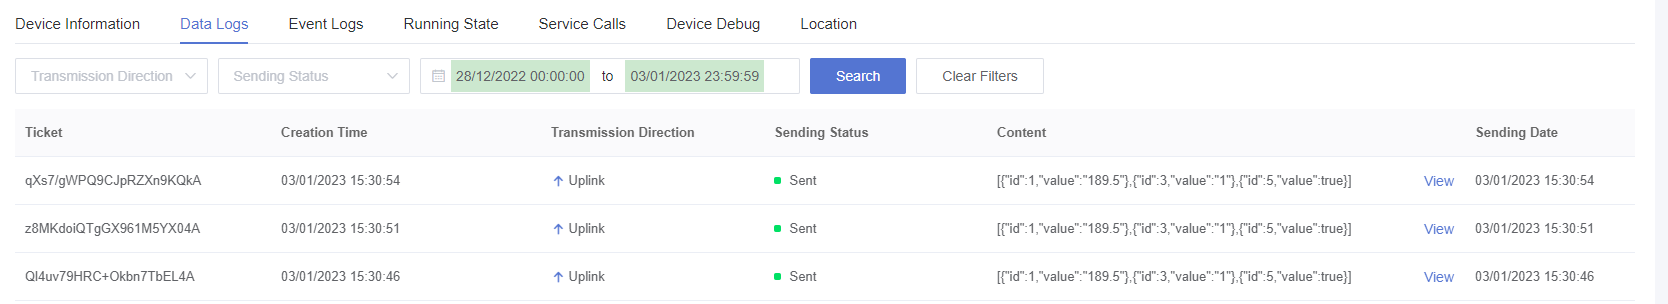 Device Information Data Logs Event Logs Running State Service Calls Device Debug Location
Transmission Direction Sending Status 28/12/2022 00:00:00 to 03/01/2023 23:59:59 Search Clear Filters
Ticket Creation Time Transmission Direction Sending Status Content Sending Date
qXs7/gWPQ9CJpRZXn9KQkA 03/01/2023 15:30:54 Uplink Sent [{"id":1,"value":"189.5"},{"id":3,"value":"1"},{"id":5,"value":true}] View 03/01/2023 15:30:54
z8MKdoiQTgGX961M5YX04A 03/01/2023 15:30:51 Uplink Sent [{"id":1,"value":"189.5"},{"id":3,"value":"1"},{"id":5,"value":true}] View 03/01/2023 15:30:51
Ql4uv79HRC+Okbn7TbEL4A 03/01/2023 15:30:46 Uplink Sent [{"id":1,"value":"189.5"},{"id":3,"value":"1"},{"id":5,"value":true}] View 03/01/2023 15:30:46